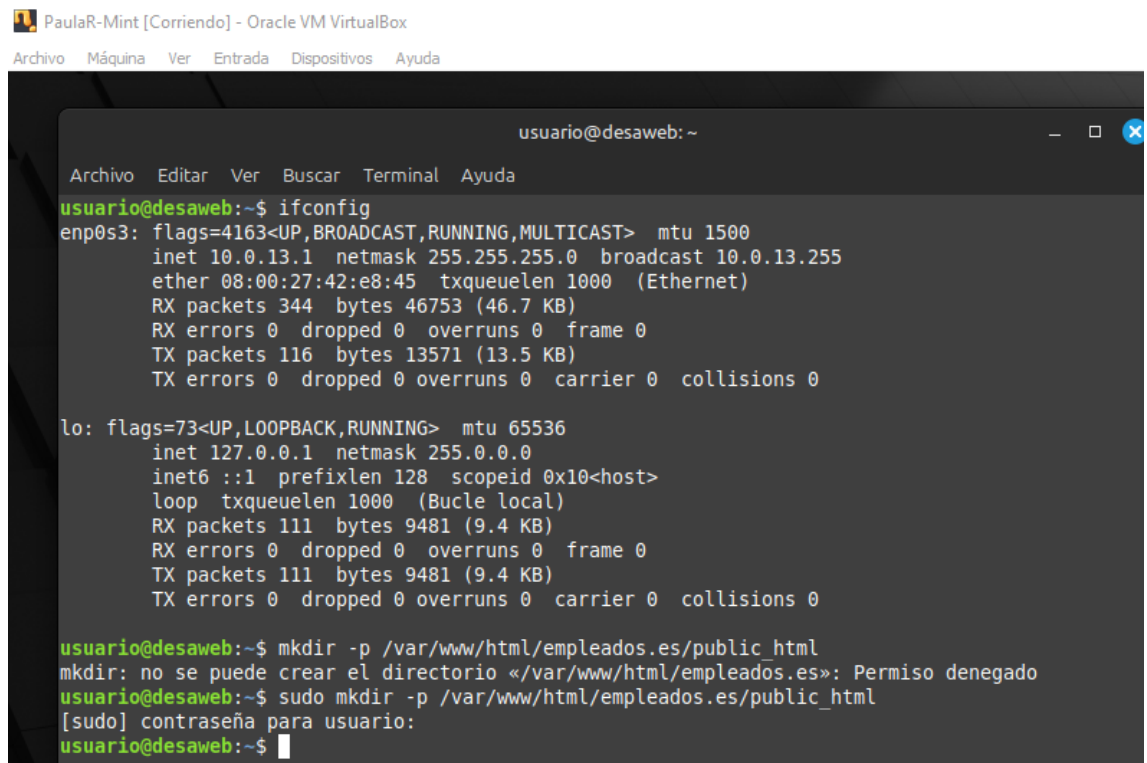 PaulaR-Mint [Corriendo] - Oracle VM VirtualBox
Archivo Máquina Ver Entrada Dispositivos Ayuda
usuario@desaweb: ~
Archivo Editar Ver Buscar Terminal Ayuda
usuario@desaweb:~$ ifconfig
enp0s3: flags=4163<UP,BROADCAST,RUNNING,MULTICAST>  mtu 1500
        inet 10.0.13.1  netmask 255.255.255.0  broadcast 10.0.13.255
        ether 08:00:27:42:e8:45  txqueuelen 1000  (Ethernet)
        RX packets 344  bytes 46753 (46.7 KB)
        RX errors 0  dropped 0  overruns 0  frame 0
        TX packets 116  bytes 13571 (13.5 KB)
        TX errors 0  dropped 0 overruns 0  carrier 0  collisions 0
lo: flags=73<UP,LOOPBACK,RUNNING>  mtu 65536
        inet 127.0.0.1  netmask 255.0.0.0
        inet6 ::1  prefixlen 128  scopeid 0x10<host>
        loop  txqueuelen 1000  (Bucle local)
        RX packets 111  bytes 9481 (9.4 KB)
        RX errors 0  dropped 0  overruns 0  frame 0
        TX packets 111  bytes 9481 (9.4 KB)
        TX errors 0  dropped 0 overruns 0  carrier 0  collisions 0
usuario@desaweb:~$ mkdir -p /var/www/html/empleados.es/public_html
mkdir: no se puede crear el directorio «/var/www/html/empleados.es»: Permiso denegado
usuario@desaweb:~$ sudo mkdir -p /var/www/html/empleados.es/public_html
[sudo] contraseña para usuario:
usuario@desaweb:~$